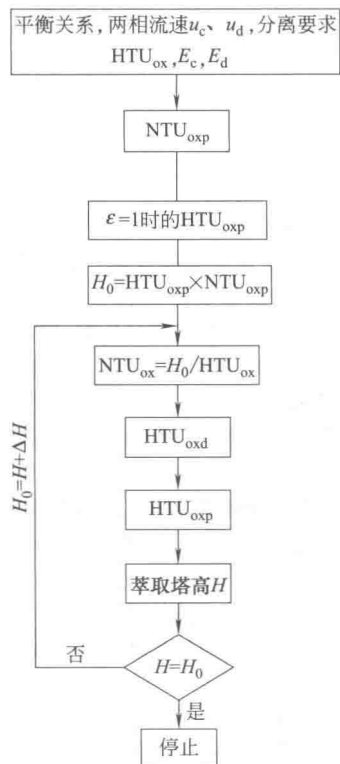 平衡关系,两相流速u_c、u_d,分离要求
HTU_ox,E_c,E_d
NTU_oxp
ε=1时的HTU_oxp
H_0=HTU_oxp×NTU_oxp
NTU_ox=H_0/HTU_ox
HTU_oxd
HTU_oxp
萃取塔高H
H=H_0
否
是
停止
H_0=H+ΔH